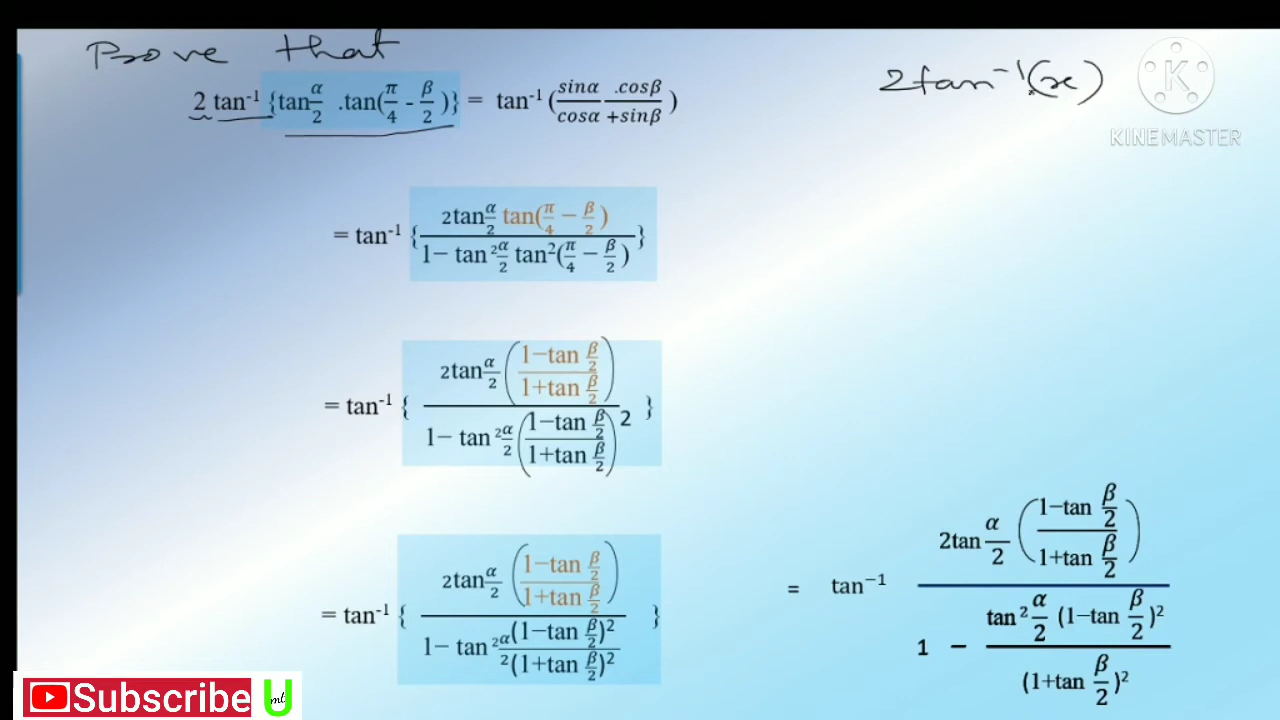 Prove that
2 tan⁻¹ {tan α/2 .tan(π/4 - β/2)} = tan⁻¹ (sinα .cosβ / cosα +sinβ)
2tan⁻¹(x)
KINEMASTER
= tan⁻¹ {2tan α/2 tan(π/4 − β/2) / 1− tan² α/2 tan²(π/4 − β/2)}
= tan⁻¹ { 2tan α/2 (1−tan β/2 / 1+tan β/2) / 1− tan² α/2 (1−tan β/2 / 1+tan β/2)2 }
= tan⁻¹ { 2tan α/2 (1−tan β/2 / 1+tan β/2) / 1− tan² α/2 (1−tan β/2)² / (1+tan β/2)² }
= tan⁻¹ 2tan α/2 (1−tan β/2 / 1+tan β/2) / 1 − tan² α/2 (1−tan β/2)² / (1+tan β/2)²
Subscribe